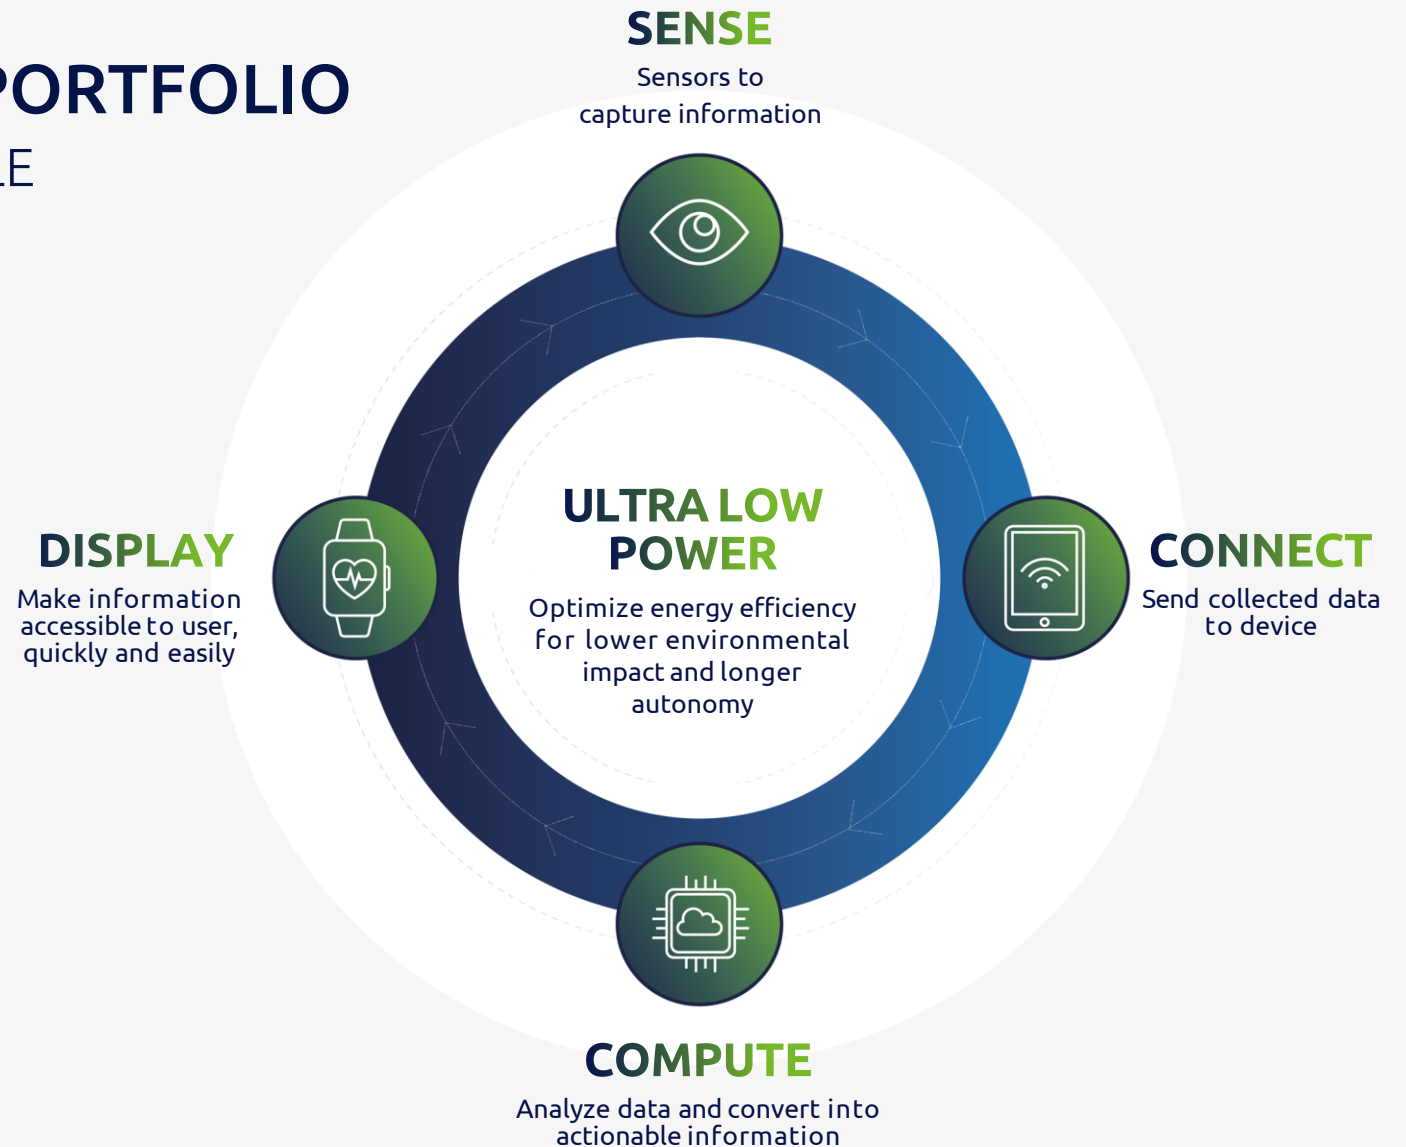 SENSE
Sensors to
capture information
PORTFOLIO
LE
ULTRA LOW
POWER
Optimize energy efficiency
for lower environmental
impact and longer
autonomy
DISPLAY
Make information
accessible to user,
quickly and easily
CONNECT
Send collected data
to device
COMPUTE
Analyze data and convert into
actionable information